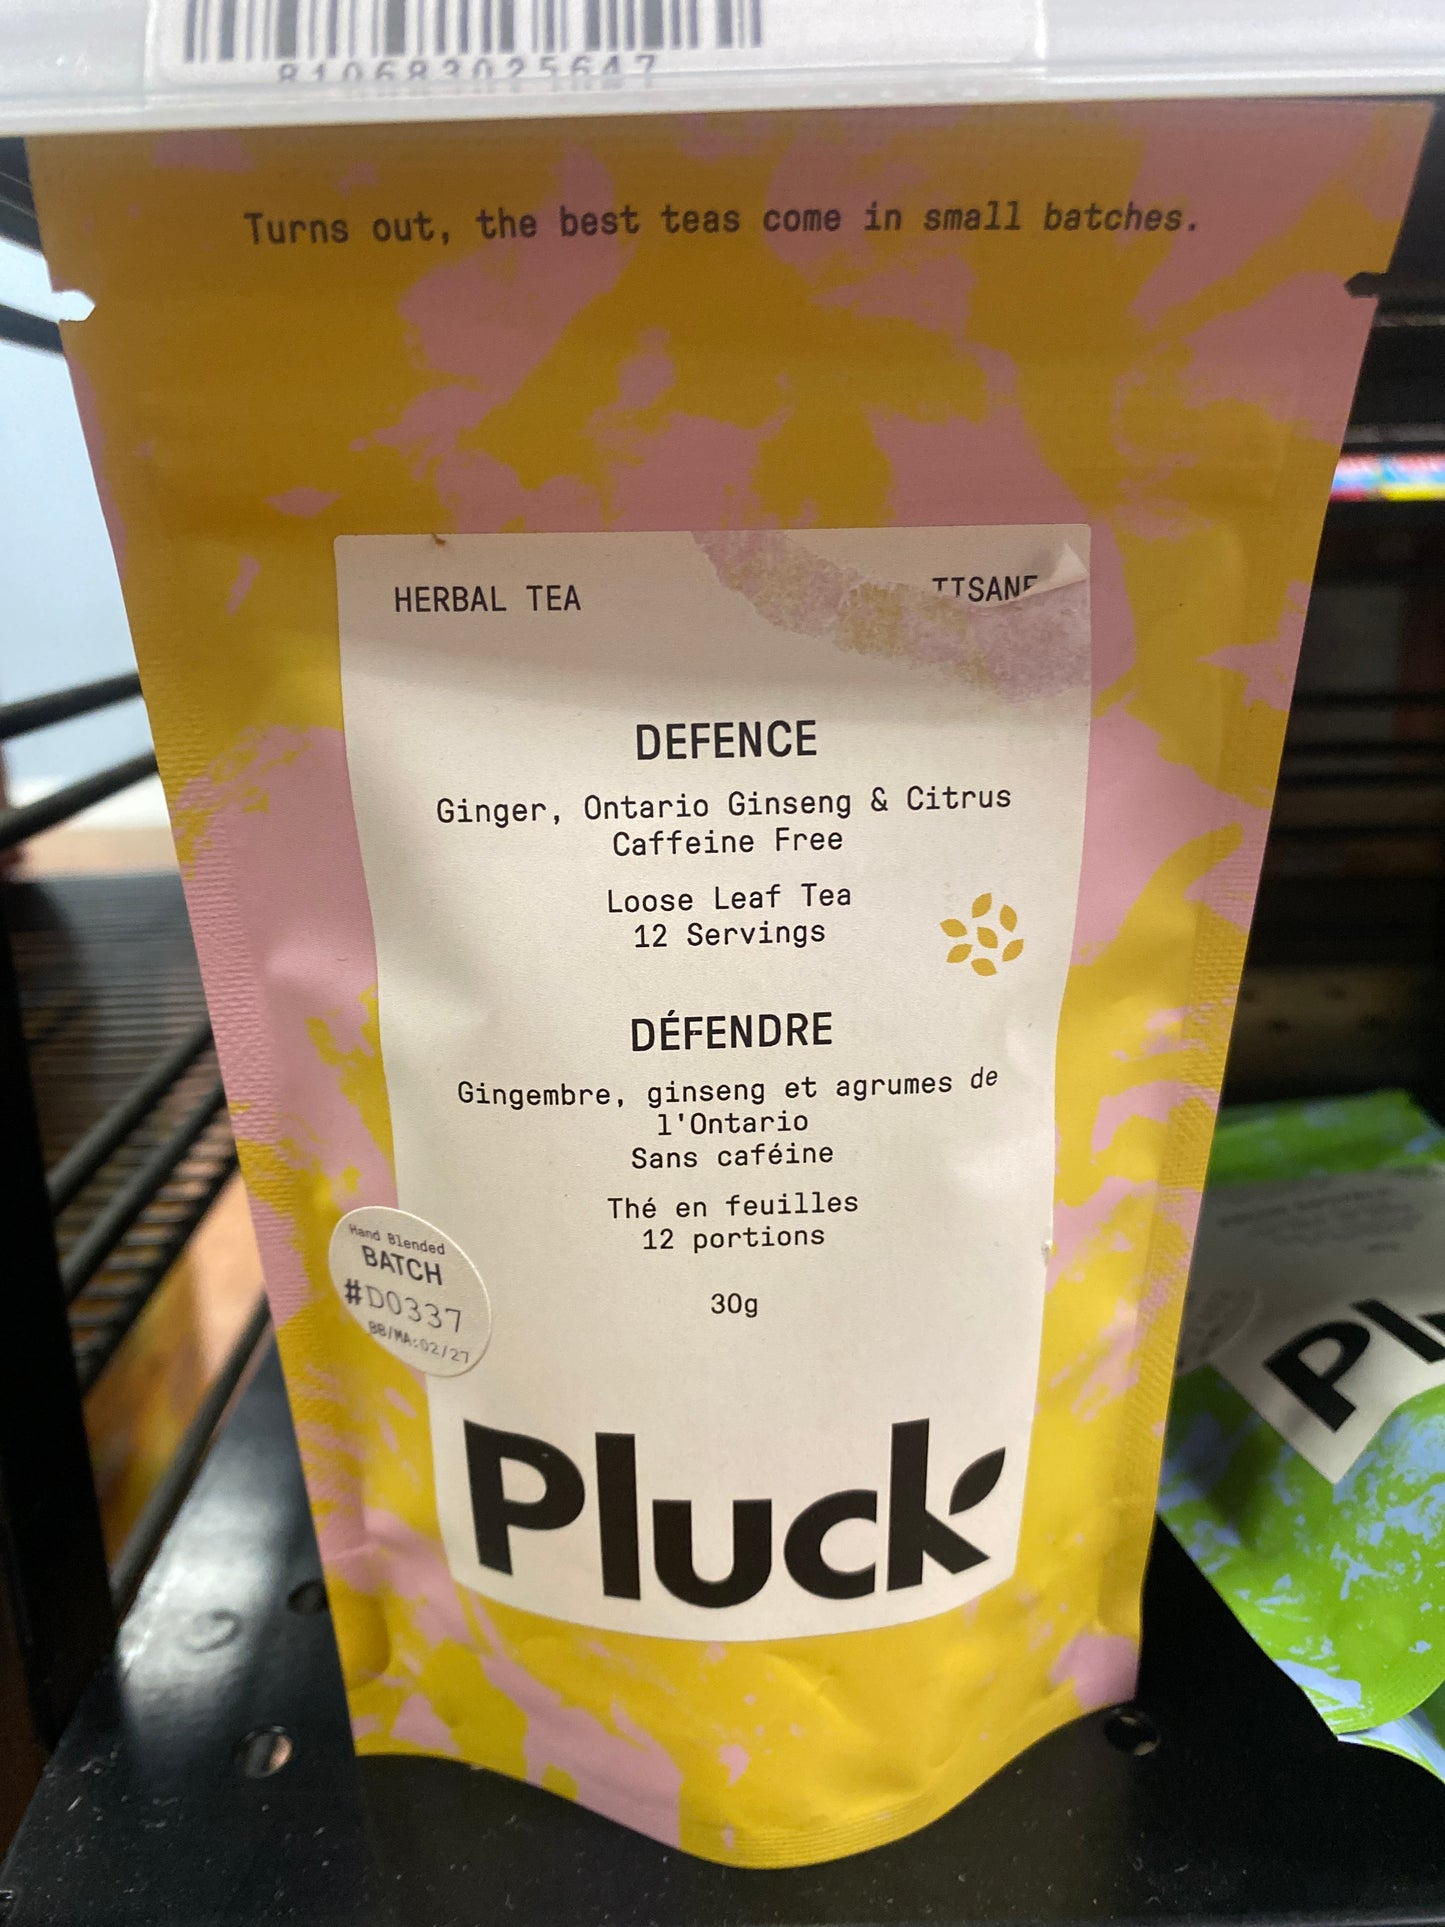 810683025647
Turns out, the best teas come in small batches.
HERBAL TEA
TISANE
DEFENCE
Ginger, Ontario Ginseng & Citrus
Caffeine Free
Loose Leaf Tea
12 Servings
DÉFENDRE
Gingembre, ginseng et agrumes de
l'Ontario
Sans caféine
Thé en feuilles
12 portions
30g
Hand Blended
BATCH
#D0337
BB/MA:02/27
Pluck
Pl